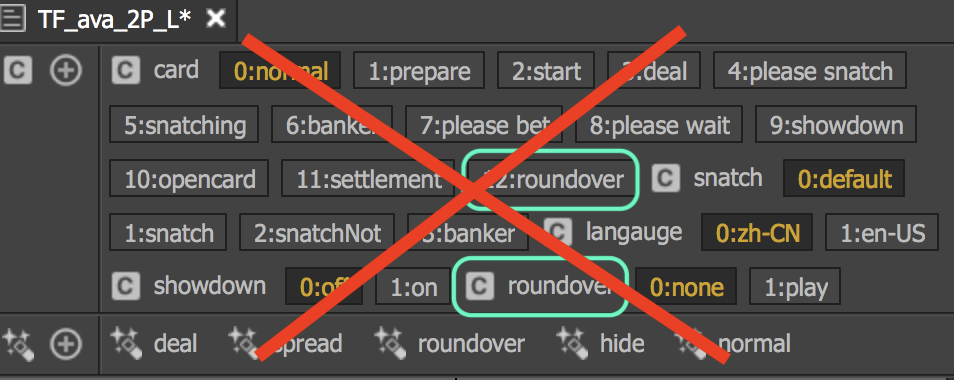 TF_ava_2P_L*
C C card 0:normal 1:prepare 2:start 3:deal 4:please snatch
5:snatching 6:banker 7:please bet 8:please wait 9:showdown
10:opencard 11:settlement 12:roundover C snatch 0:default
1:snatch 2:snatchNot 3:banker C langauge 0:zh-CN 1:en-US
C showdown 0:off 1:on C roundover 0:none 1:play
deal spread roundover hide normal